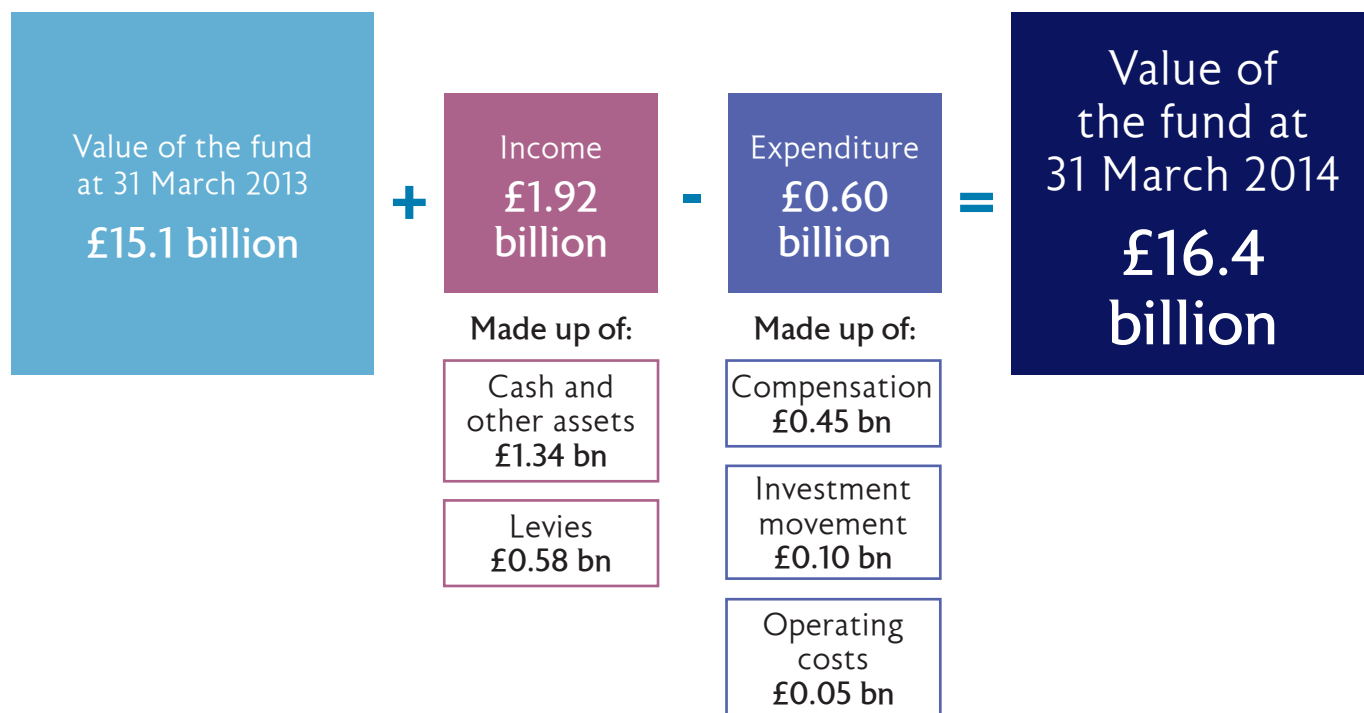 Value of the fund
at 31 March 2013
£15.1 billion
+
Income
£1.92
billion
-
Expenditure
£0.60
billion
=
Value of
the fund at
31 March 2014
£16.4
billion
Made up of:
Cash and
other assets
£1.34 bn
Levies
£0.58 bn
Made up of:
Compensation
£0.45 bn
Investment
movement
£0.10 bn
Operating
costs
£0.05 bn